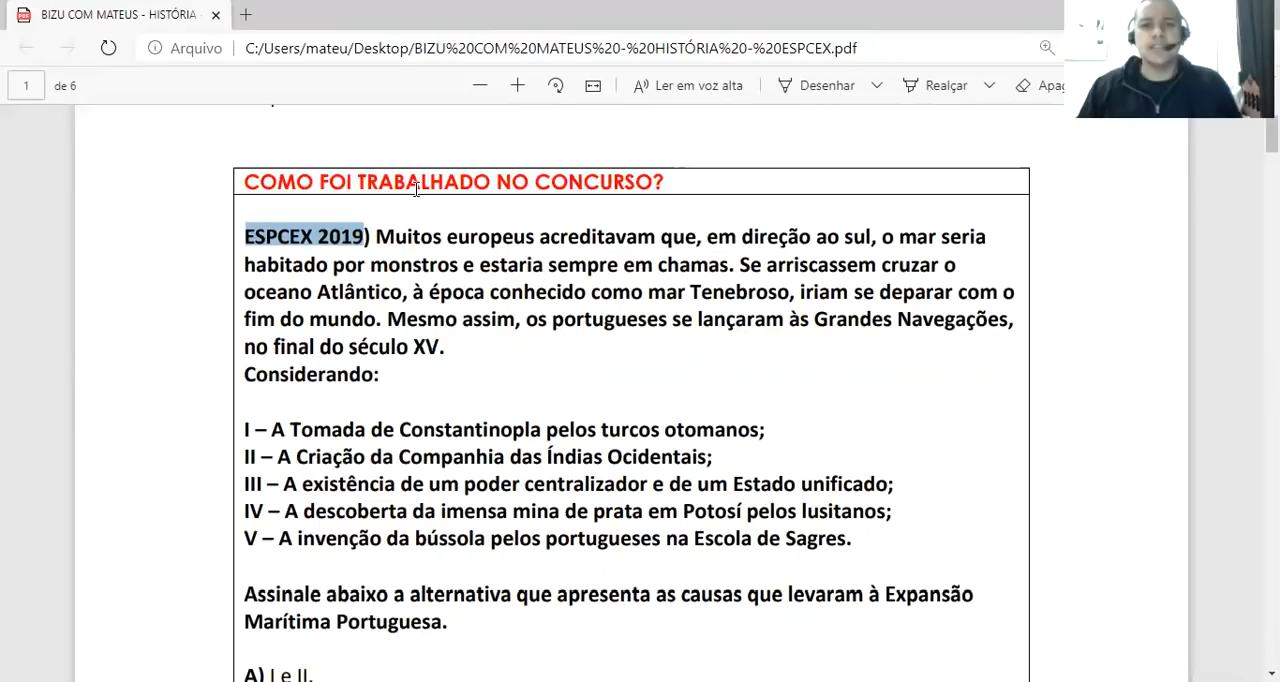 BIZU COM MATEUS - HISTÓRIA
Arquivo
C:/Users/mateu/Desktop/BIZU%20COM%20MATEUS%20-%20HISTÓRIA%20-%20ESPCEX.pdf
1 de 6
Ler em voz alta
Desenhar
Realçar
COMO FOI TRABALHADO NO CONCURSO?
ESPCEX 2019) Muitos europeus acreditavam que, em direção ao sul, o mar seria
habitado por monstros e estaria sempre em chamas. Se arriscassem cruzar o
oceano Atlântico, à época conhecido como mar Tenebroso, iriam se deparar com o
fim do mundo. Mesmo assim, os portugueses se lançaram às Grandes Navegações,
no final do século XV.
Considerando:
I – A Tomada de Constantinopla pelos turcos otomanos;
II – A Criação da Companhia das Índias Ocidentais;
III – A existência de um poder centralizador e de um Estado unificado;
IV – A descoberta da imensa mina de prata em Potosí pelos lusitanos;
V – A invenção da bússola pelos portugueses na Escola de Sagres.
Assinale abaixo a alternativa que apresenta as causas que levaram à Expansão
Marítima Portuguesa.
A) I e II.